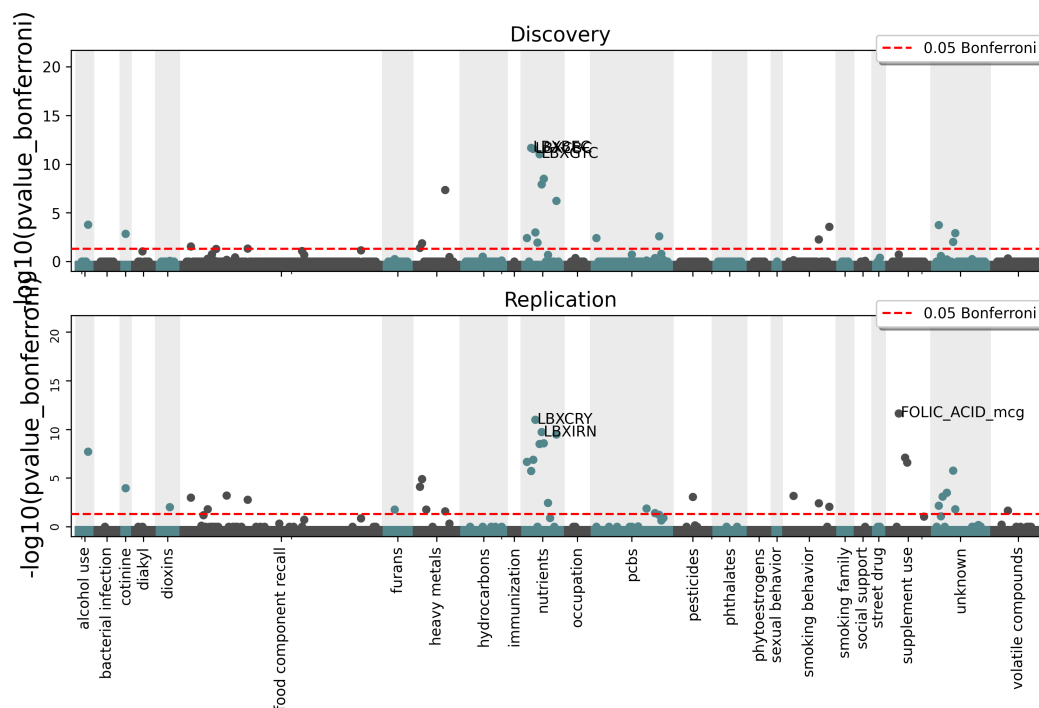 Discovery
0.05 Bonferroni
-log10(pvalue_bonferroni)
20
15
10
5
0
LBXGTC
Replication
0.05 Bonferroni
-log10(pvalue_bonferroni)
20
15
10
5
0
LBXCRY
LBXIRN
FOLIC_ACID_mcg
alcohol use
bacterial infection
cotinine
diakyl
dioxins
food component recall
furans
heavy metals
hydrocarbons
immunization
nutrients
occupation
pcbs
pesticides
phthalates
phytoestrogens
sexual behavior
smoking behavior
smoking family
social support
street drug
supplement use
unknown
volatile compounds